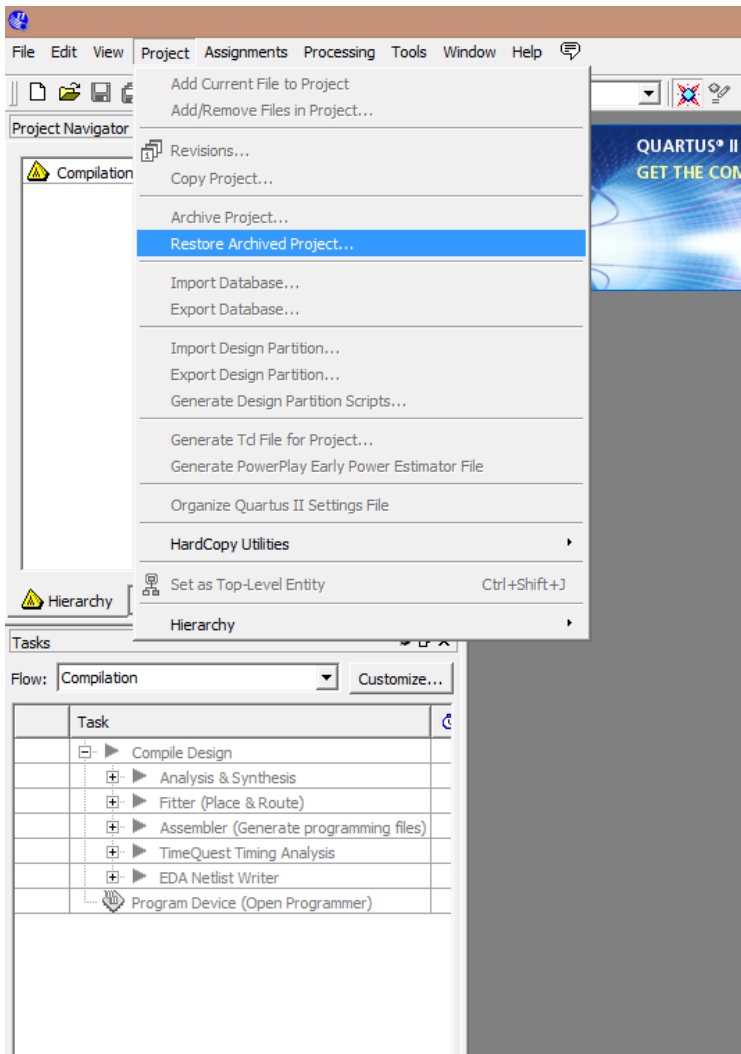 File Edit View Project Assignments Processing Tools Window Help
Add Current File to Project
Add/Remove Files in Project...
Project Navigator
Revisions...
Compilation
Copy Project...
QUARTUS® II
GET THE COM
Archive Project...
Restore Archived Project...
Import Database...
Export Database...
Import Design Partition...
Export Design Partition...
Generate Design Partition Scripts...
Generate Tcl File for Project...
Generate PowerPlay Early Power Estimator File
Organize Quartus II Settings File
HardCopy Utilities
Set as Top-Level Entity Ctrl+Shift+J
Hierarchy
Hierarchy
Tasks
Flow: Compilation Customize...
Task
Compile Design
Analysis & Synthesis
Fitter (Place & Route)
Assembler (Generate programming files)
TimeQuest Timing Analysis
EDA Netlist Writer
Program Device (Open Programmer)